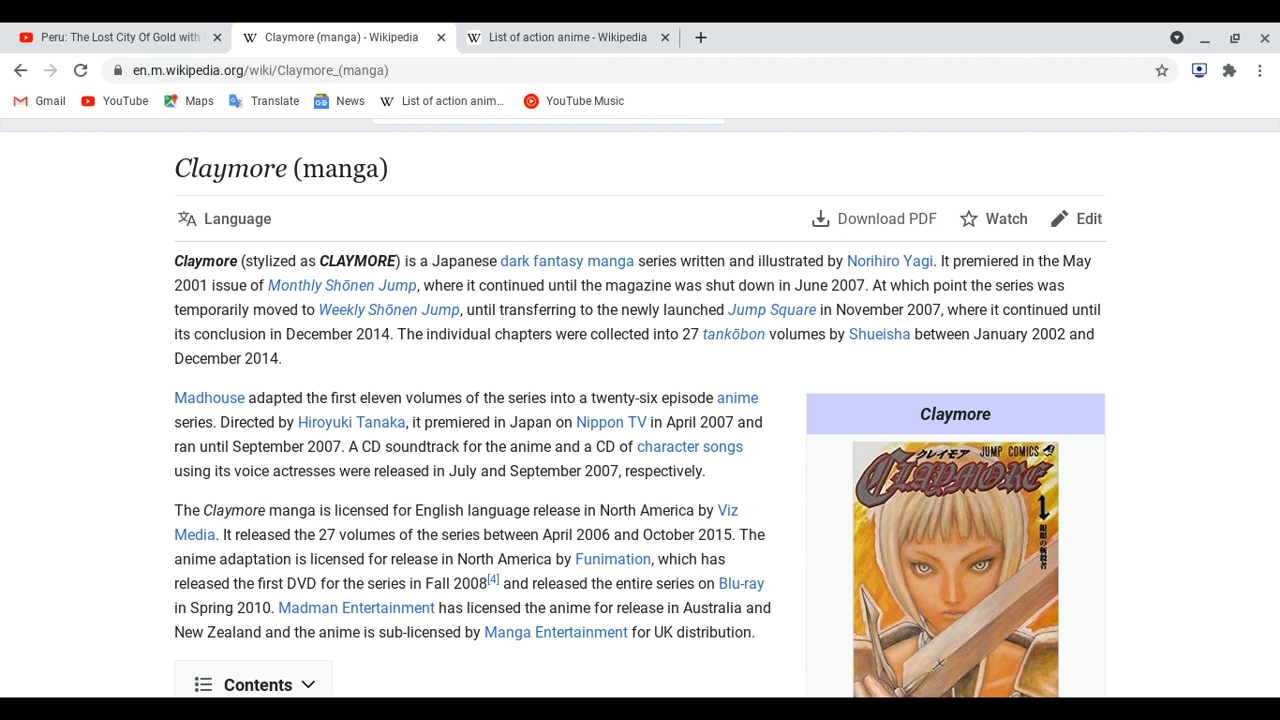 Peru: The Lost City Of Gold with
Claymore (manga) - Wikipedia
List of action anime - Wikipedia
en.m.wikipedia.org/wiki/Claymore_(manga)
Gmail
YouTube
Maps
Translate
News
List of action anim...
YouTube Music
Claymore (manga)
Language
Download PDF
Watch
Edit
Claymore (stylized as CLAYMORE) is a Japanese dark fantasy manga series written and illustrated by Norihiro Yagi. It premiered in the May
2001 issue of Monthly Shōnen Jump, where it continued until the magazine was shut down in June 2007. At which point the series was
temporarily moved to Weekly Shōnen Jump, until transferring to the newly launched Jump Square in November 2007, where it continued until
its conclusion in December 2014. The individual chapters were collected into 27 tankōbon volumes by Shueisha between January 2002 and
December 2014.
Madhouse adapted the first eleven volumes of the series into a twenty-six episode anime
series. Directed by Hiroyuki Tanaka, it premiered in Japan on Nippon TV in April 2007 and
ran until September 2007. A CD soundtrack for the anime and a CD of character songs
using its voice actresses were released in July and September 2007, respectively.
The Claymore manga is licensed for English language release in North America by Viz
Media. It released the 27 volumes of the series between April 2006 and October 2015. The
anime adaptation is licensed for release in North America by Funimation, which has
released the first DVD for the series in Fall 2008[4] and released the entire series on Blu-ray
in Spring 2010. Madman Entertainment has licensed the anime for release in Australia and
New Zealand and the anime is sub-licensed by Manga Entertainment for UK distribution.
Contents
Claymore
クレイモア
JUMP COMICS
CLAYMORE
1
銀眼の斬殺者